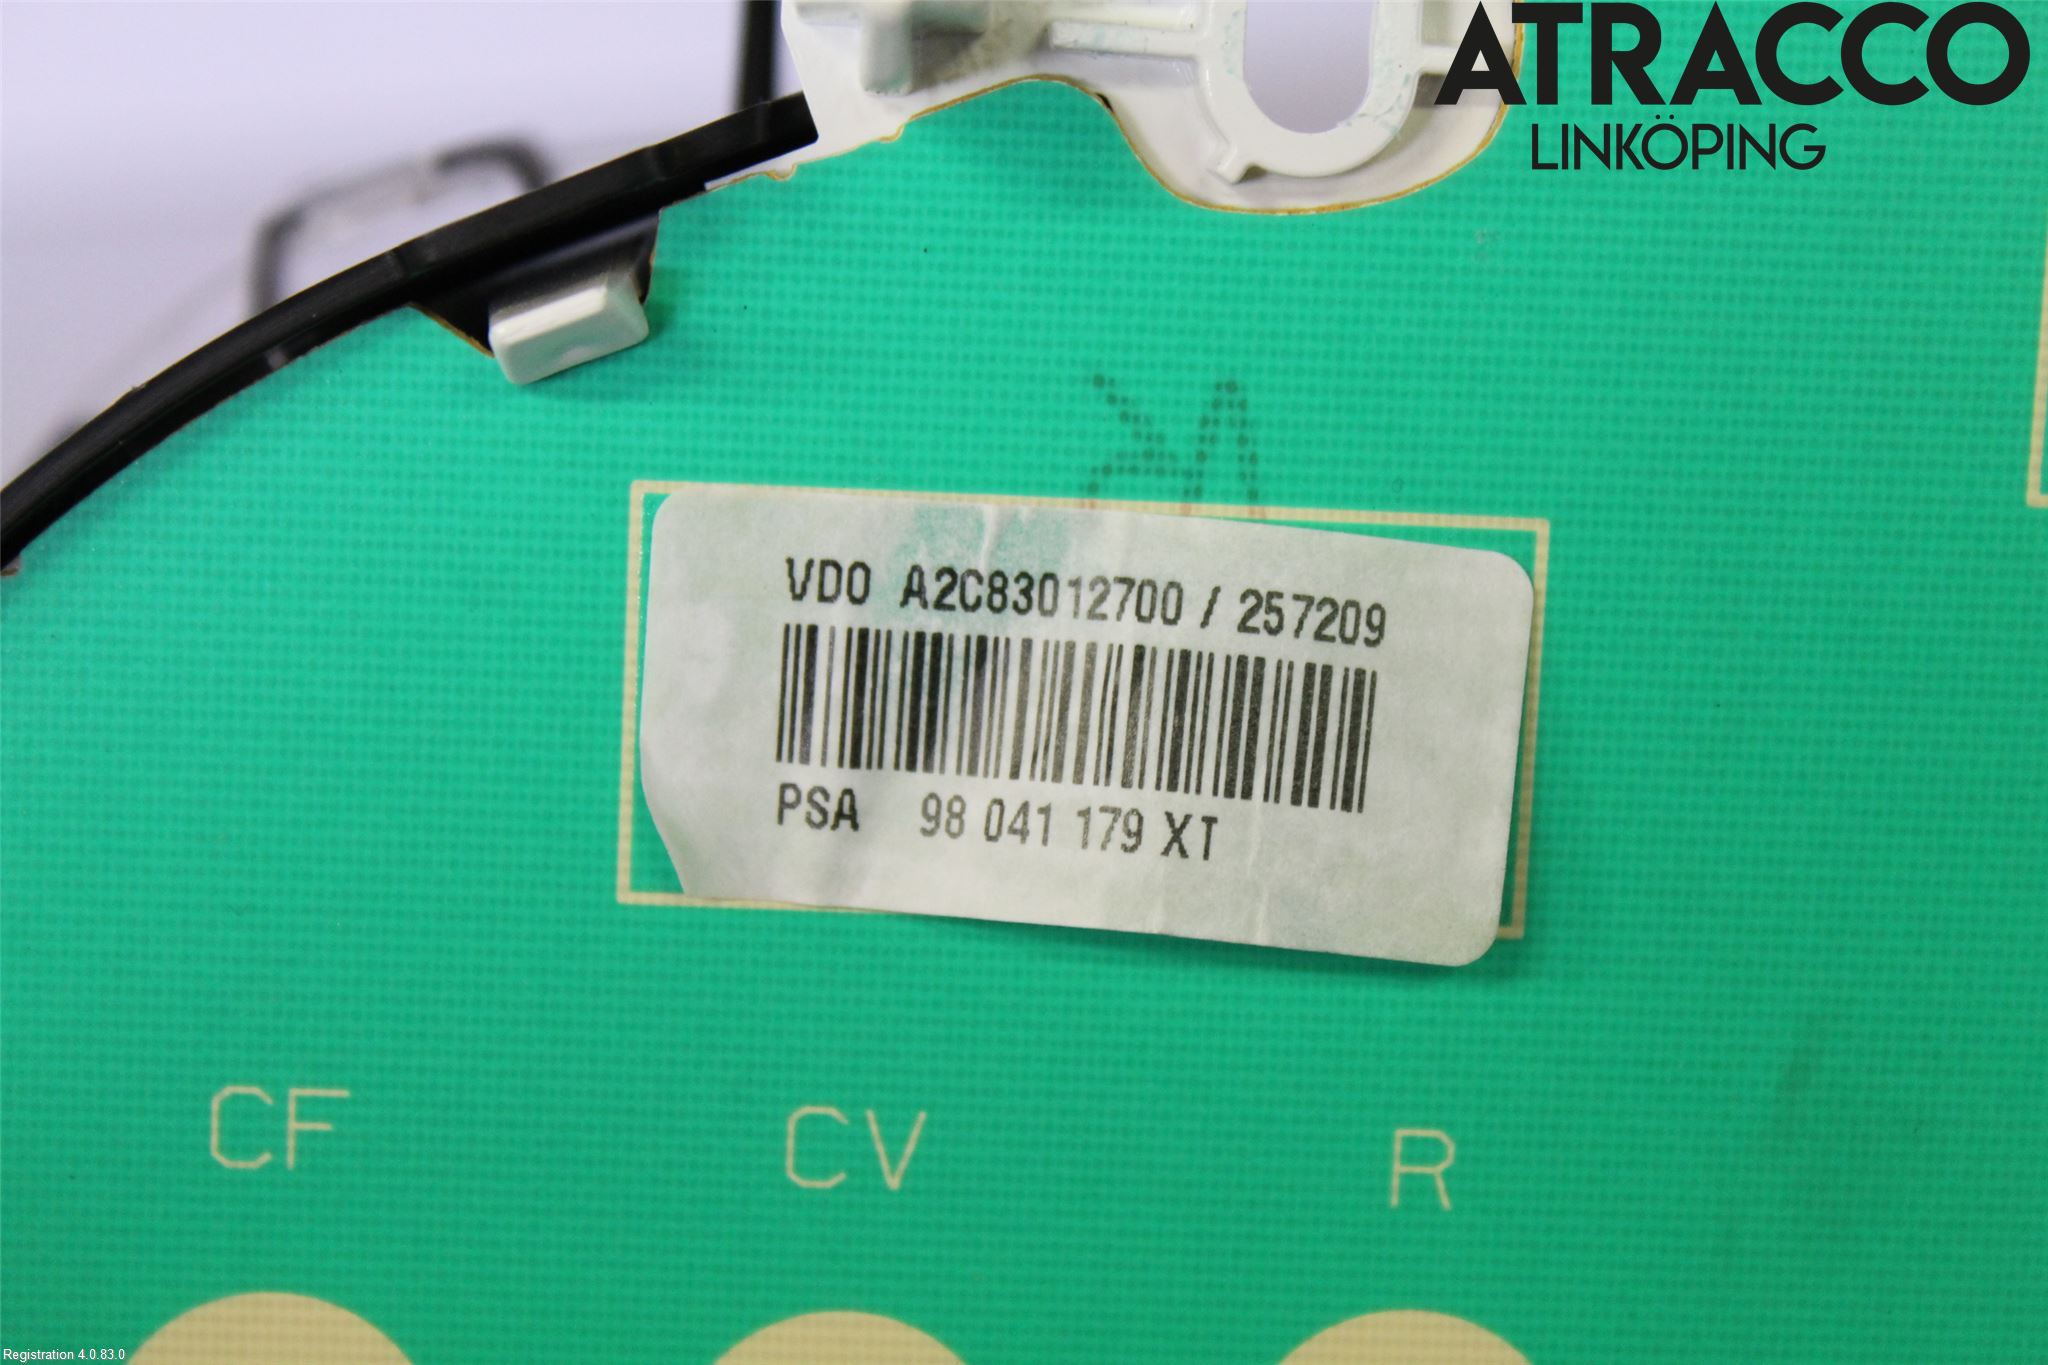 ATRACCO
LINKÖPING
VDO A2C83012700 / 257209
PSA 98 041 179 XT
CF CV R
Registration 4.0.83.0